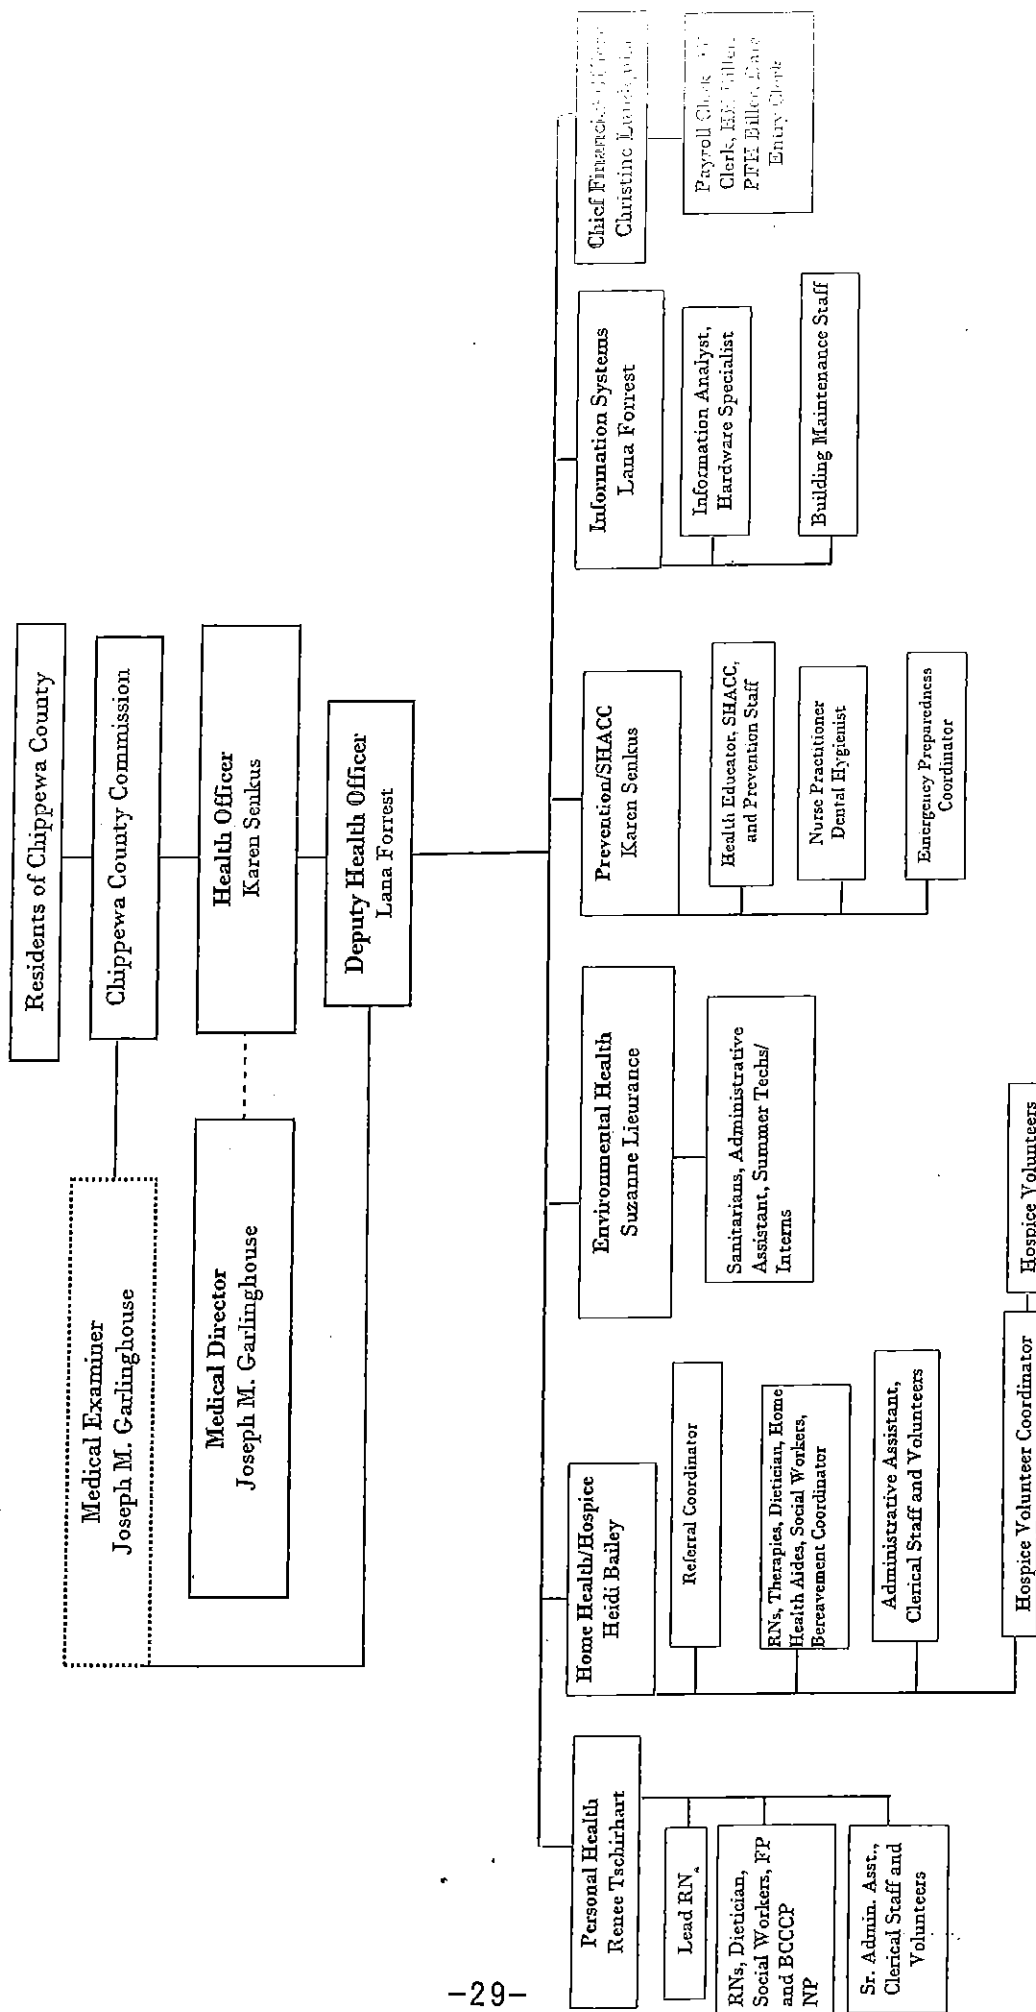 Residents of Chippewa County
Chippewa County Commission
Medical Examiner
Joseph M. Garlinghouse
Health Officer
Karen Senkus
Medical Director
Joseph M. Garlinghouse
Deputy Health Officer
Lana Forrest
Personal Health
Renee Tschirhart
Lead RN
RNs, Dietician,
Social Workers, FP
and BCCCP
NP
Sr. Admin. Asst.,
Clerical Staff and
Volunteers
Home Health/Hospice
Heidi Bailey
Referral Coordinator
RNs, Therapies, Dietician, Home
Health Aides, Social Workers,
Bereavement Coordinator
Administrative Assistant,
Clerical Staff and Volunteers
Hospice Volunteer Coordinator
Hospice Volunteers
Environmental Health
Suzanne Lieurance
Sanitarians, Administrative
Assistant, Summer Techs/
Interns
Prevention/SHACC
Karen Senkus
Health Educator, SHACC,
and Prevention Staff
Nurse Practitioner
Dental Hygienist
Emergency Preparedness
Coordinator
Information Systems
Lana Forrest
Information Analyst,
Hardware Specialist
Building Maintenance Staff
Chief Financial Officer
Christine
Payroll Clerk,
Clerk, HH Biller,
PFH Biller, Data
Entry Clerk
-29-